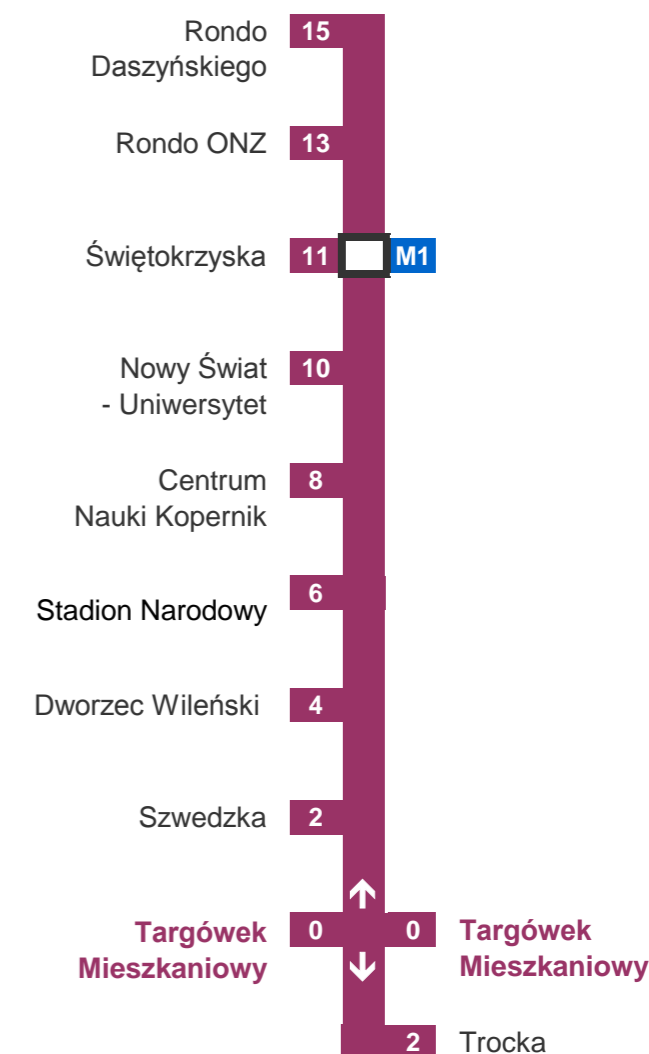 Rondo 15
Daszyńskiego
Rondo ONZ 13
Świętokrzyska 11 M1
Nowy Świat 10
- Uniwersytet
Centrum 8
Nauki Kopernik
6
Stadion Narodowy
Dworzec Wileński 4
Szwedzka 2
Targówek 0 0 Targówek
Mieszkaniowy Mieszkaniowy
2 Trocka